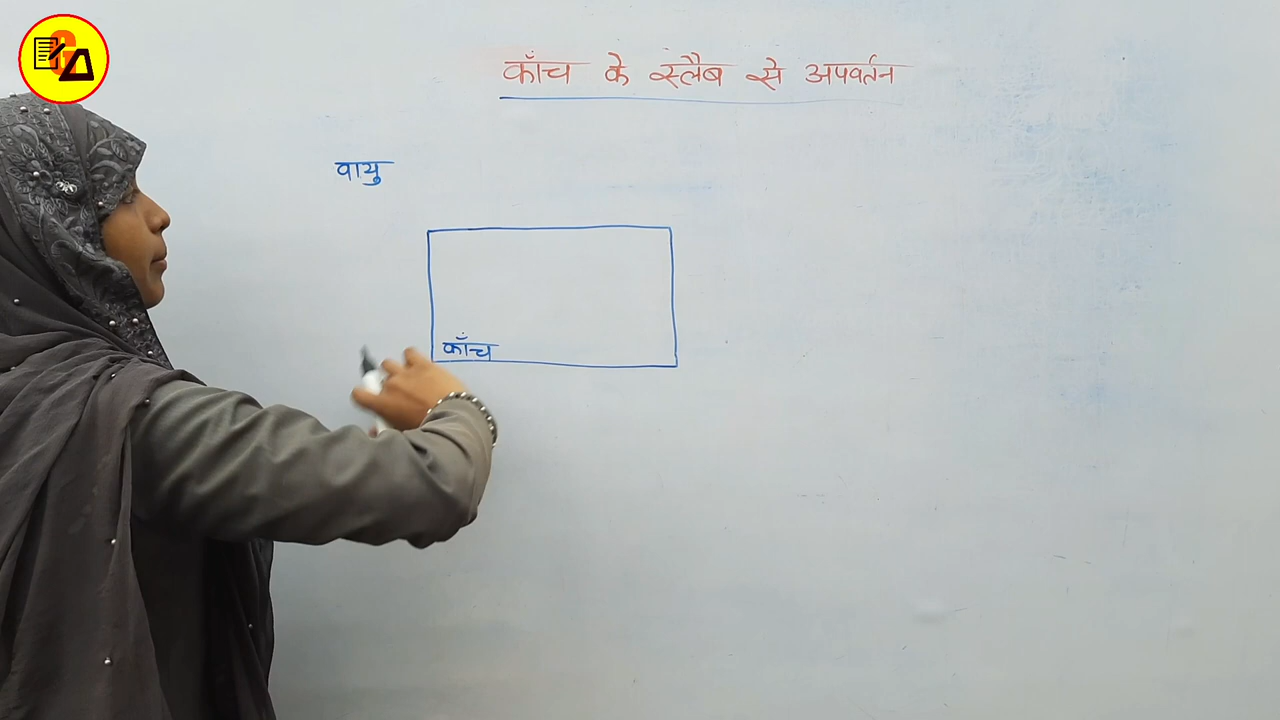 काँच के स्लैब से अपवर्तन
वायु
काँच